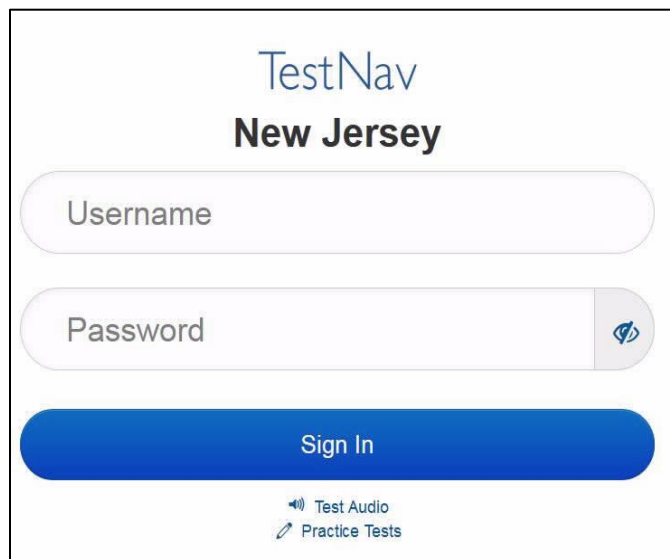 TestNav
New Jersey
Username
Password
Sign In
Test Audio
Practice Tests